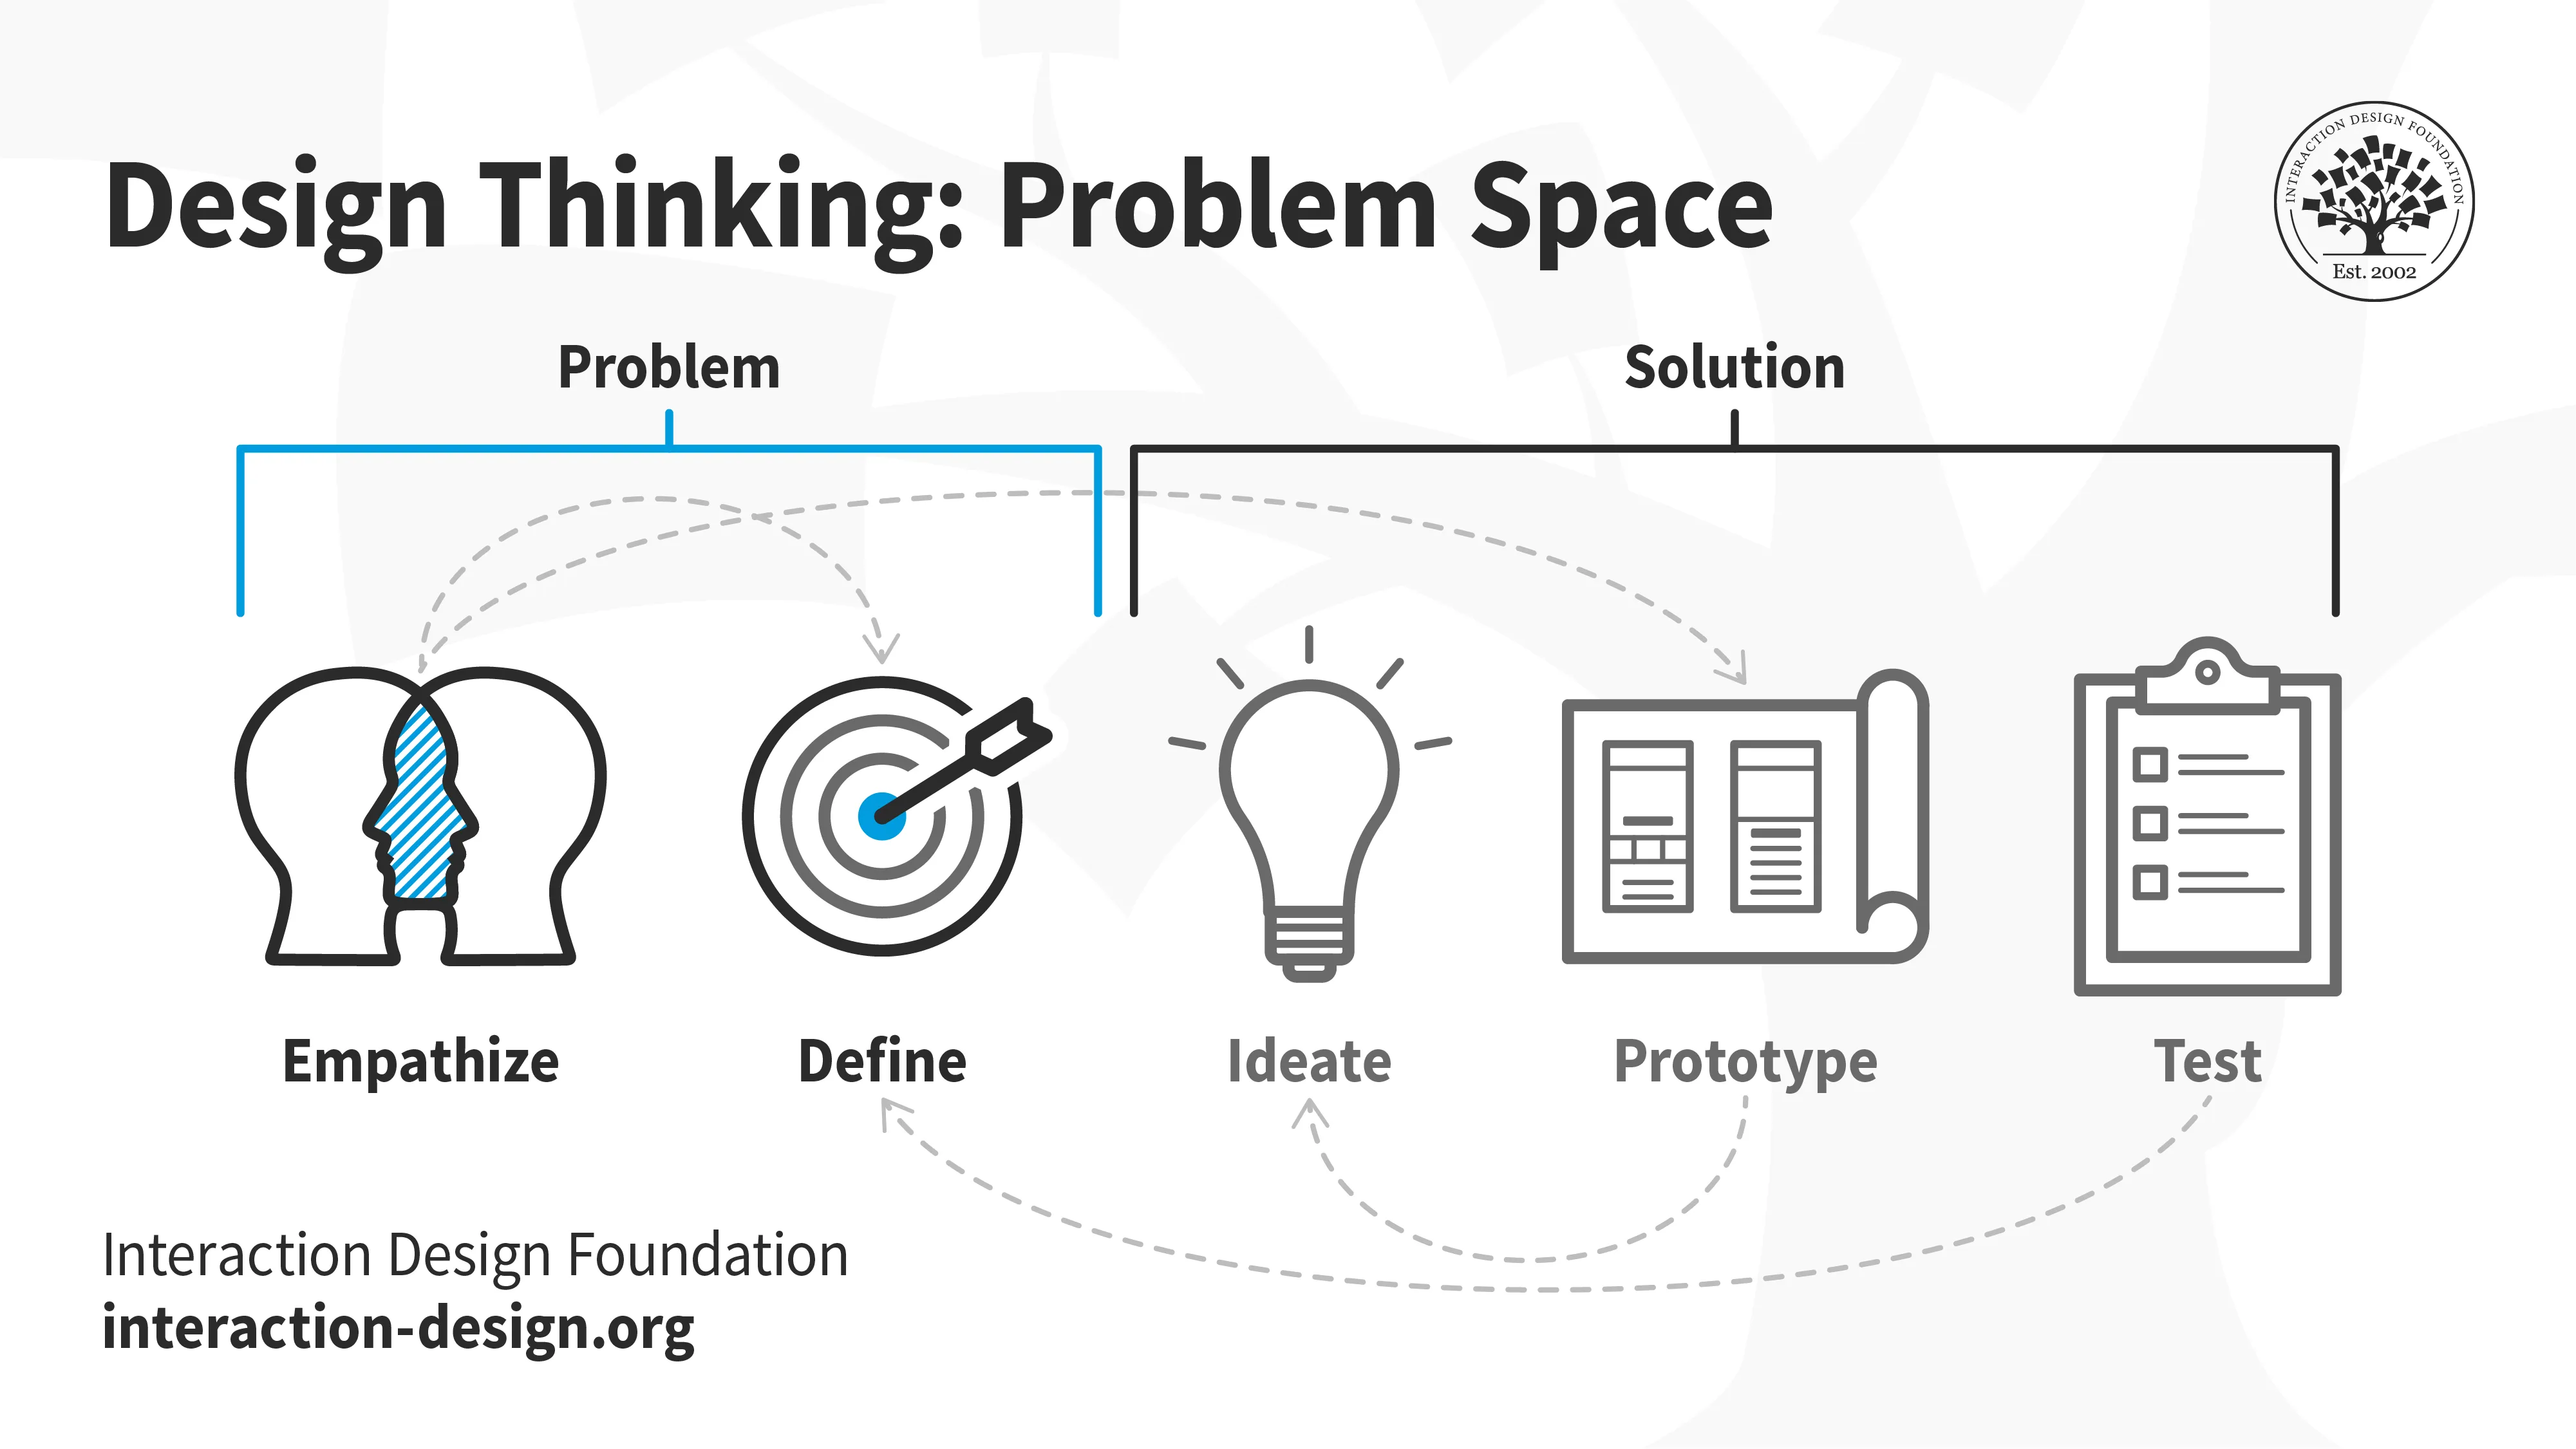 Design Thinking: Problem Space
INTERACTION DESIGN FOUNDATION
Est. 2002
Problem
Solution
Empathize
Define
Ideate
Prototype
Test
Interaction Design Foundation
interaction-design.org